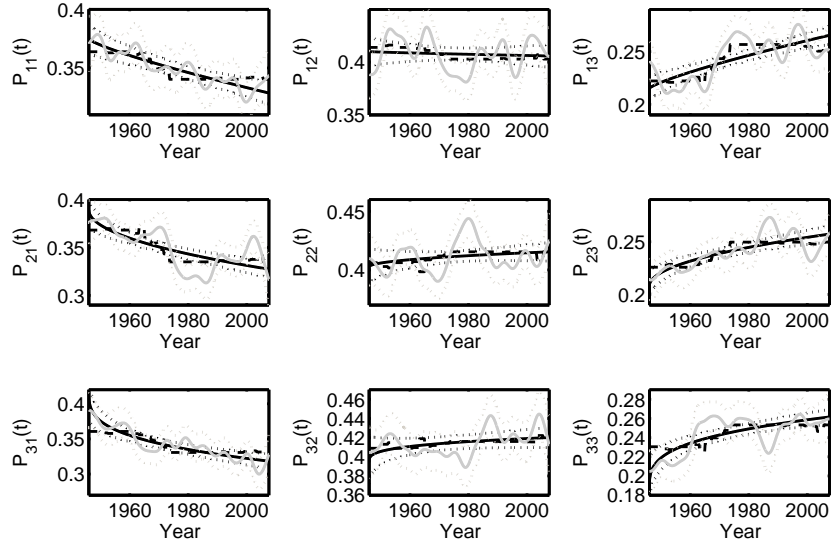 0.4
0.35
P11(t)
1960 1980 2000
Year
0.4
0.35
P12(t)
1960 1980 2000
Year
0.25
0.2
P13(t)
1960 1980 2000
Year
0.4
0.35
0.3
P21(t)
1960 1980 2000
Year
0.45
0.4
P22(t)
1960 1980 2000
Year
0.25
0.2
P23(t)
1960 1980 2000
Year
0.4
0.35
0.3
P31(t)
1960 1980 2000
Year
0.46
0.44
0.42
0.4
0.38
0.36
P32(t)
1960 1980 2000
Year
0.28
0.26
0.24
0.22
0.2
0.18
P33(t)
1960 1980 2000
Year